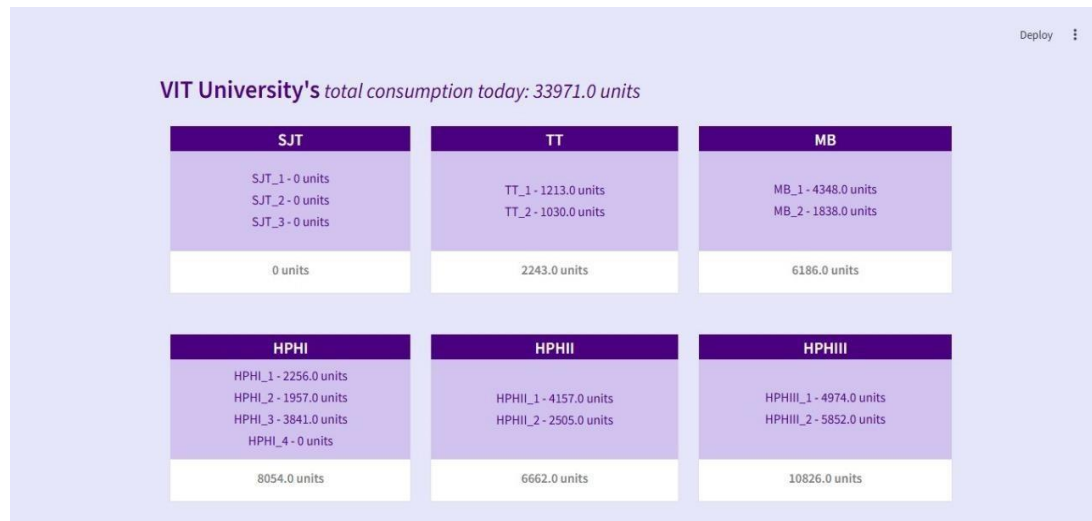 Deploy
VIT University's total consumption today: 33971.0 units
SJT
SJT_1 - 0 units
SJT_2 - 0 units
SJT_3 - 0 units
0 units
TT
TT_1 - 1213.0 units
TT_2 - 1030.0 units
2243.0 units
MB
MB_1 - 4348.0 units
MB_2 - 1838.0 units
6186.0 units
HPHI
HPHI_1 - 2256.0 units
HPHI_2 - 1957.0 units
HPHI_3 - 3841.0 units
HPHI_4 - 0 units
8054.0 units
HPHII
HPHII_1 - 4157.0 units
HPHII_2 - 2505.0 units
6662.0 units
HPHIII
HPHIII_1 - 4974.0 units
HPHIII_2 - 5852.0 units
10826.0 units